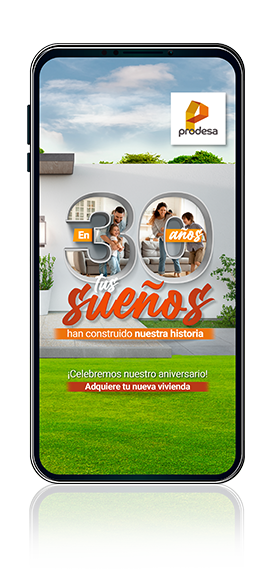 prodesa
En 30 años
tus
sueños
han construido nuestra historia
¡Celebremos nuestro aniversario!
Adquiere tu nueva vivienda